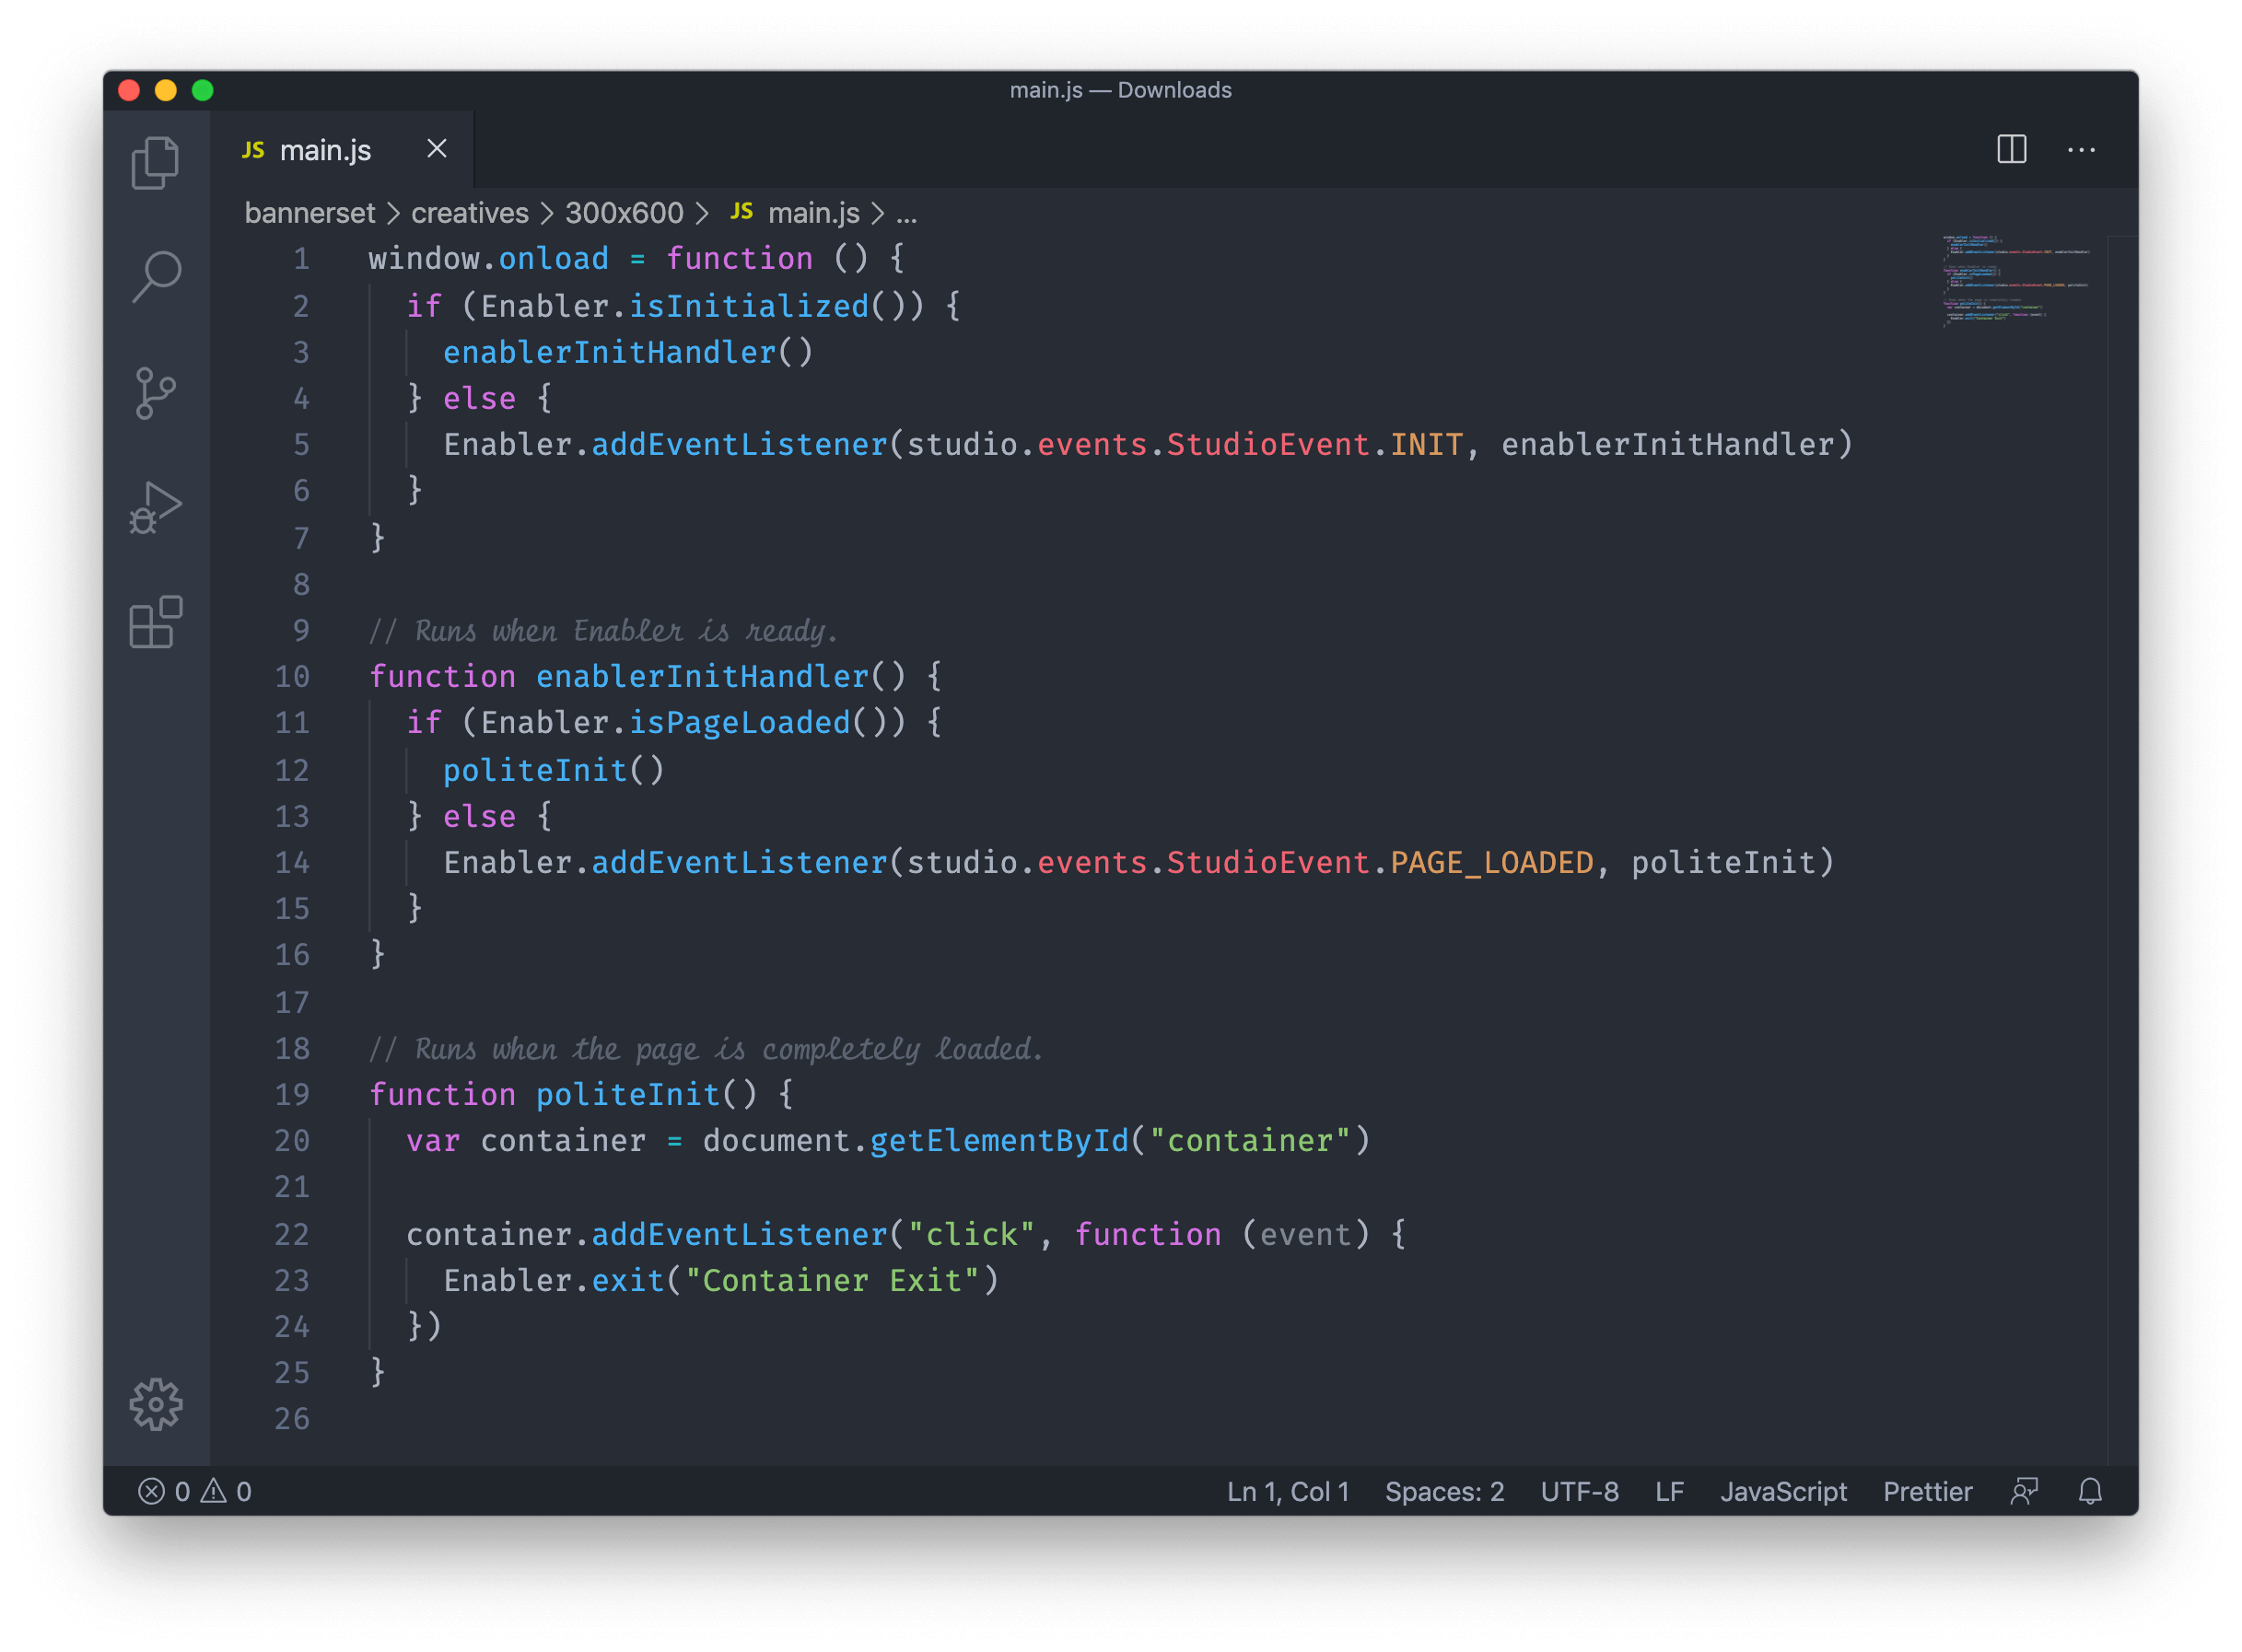 main.js — Downloads
JS main.js
bannerset > creatives > 300x600 > JS main.js > ...
1 window.onload = function () {
2 if (Enabler.isInitialized()) {
3 enablerInitHandler()
4 } else {
5 Enabler.addEventListener(studio.events.StudioEvent.INIT, enablerInitHandler)
6 }
7 }
8
9 // Runs when Enabler is ready.
10 function enablerInitHandler() {
11 if (Enabler.isPageLoaded()) {
12 politeInit()
13 } else {
14 Enabler.addEventListener(studio.events.StudioEvent.PAGE_LOADED, politeInit)
15 }
16 }
17
18 // Runs when the page is completely loaded.
19 function politeInit() {
20 var container = document.getElementById("container")
21
22 container.addEventListener("click", function (event) {
23 Enabler.exit("Container Exit")
24 })
25 }
26
0 0 Ln 1, Col 1 Spaces: 2 UTF-8 LF JavaScript Prettier